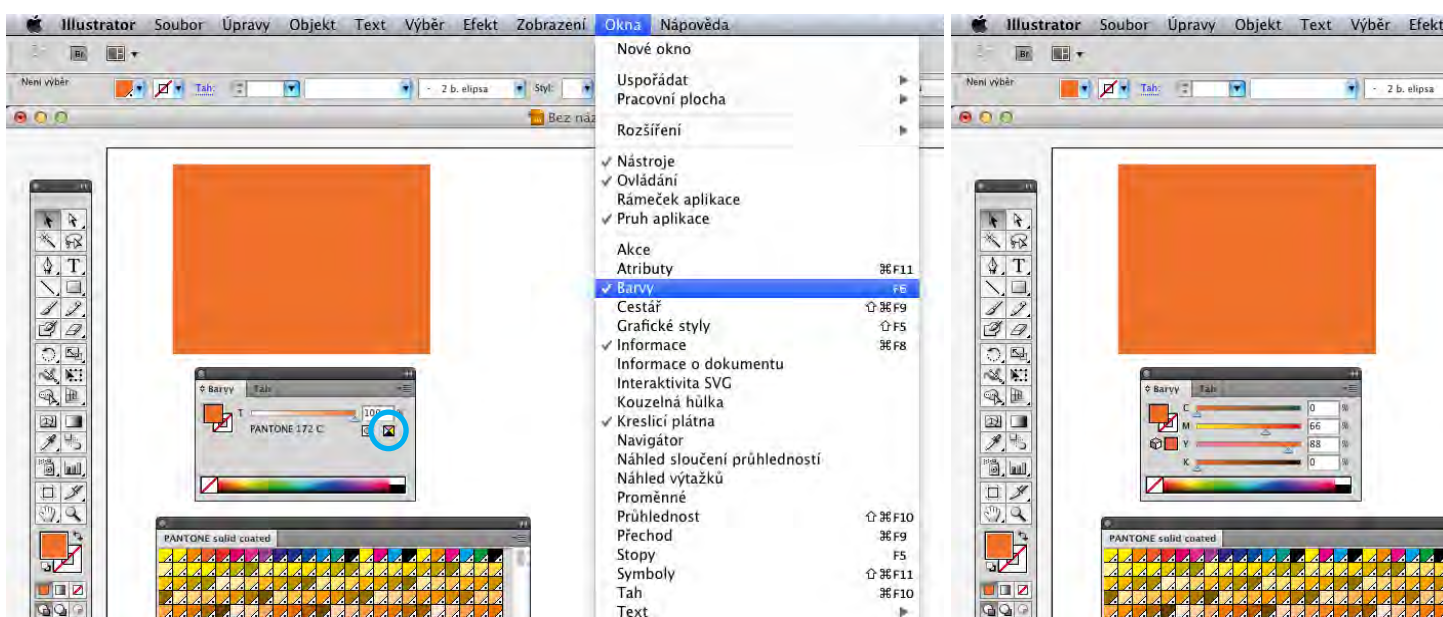 Illustrator Soubor Úpravy Objekt Text Výběr Efekt Zobrazení Okna Nápověda
Br
Není výběr
Tah:
- 2 b. elipsa
Styl:
Bez náz
Barvy Tah
T 100 %
PANTONE 172 C
PANTONE solid coated
Nové okno
Uspořádat
Pracovní plocha
Rozšíření
✓ Nástroje
✓ Ovládání
Rámeček aplikace
✓ Pruh aplikace
Akce
Atributy ⌘F11
✓ Barvy F6
Cestář ⇧⌘F9
Grafické styly ⇧F5
✓ Informace ⌘F8
Informace o dokumentu
Interaktivita SVG
Kouzelná hůlka
✓ Kreslicí plátna
Navigátor
Náhled sloučení průhledností
Náhled výtažků
Proměnné
Průhlednost ⇧⌘F10
Přechod ⌘F9
Stopy F5
Symboly ⇧⌘F11
Tah ⌘F10
Text
Illustrator Soubor Úpravy Objekt Text Výběr Efekt
Br
Není výběr
Tah:
- 2 b. elipsa
Barvy Tah
C 0 %
M 66 %
Y 88 %
K 0 %
PANTONE solid coated